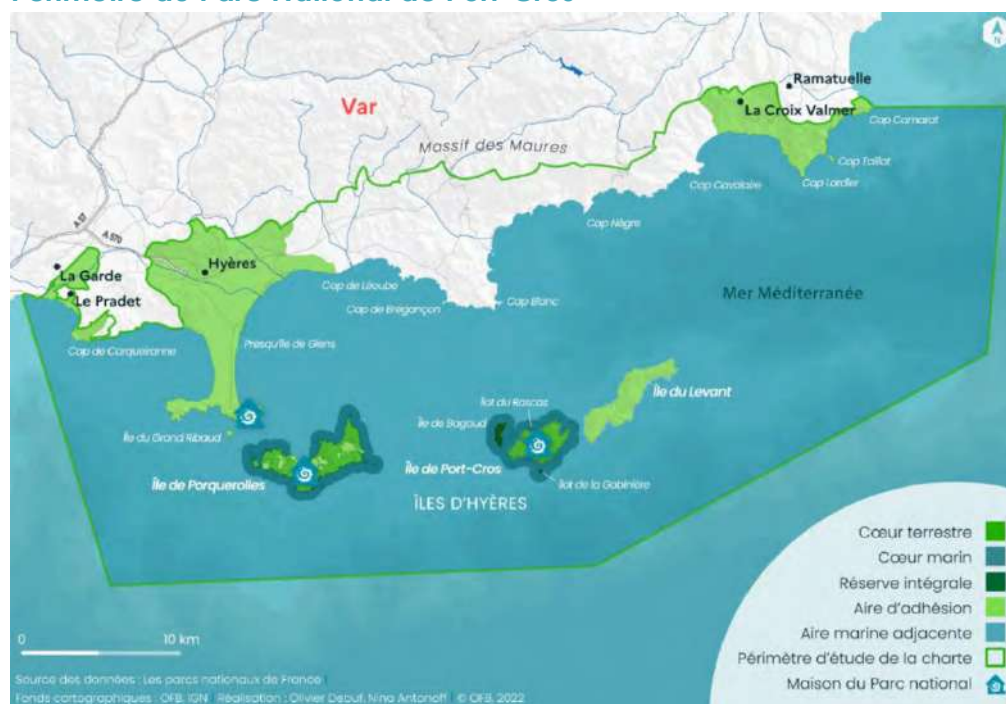 Périmètre du Parc National de Port-Cros
N
Ramatuelle
La Croix Valmer
Var
Cap Camarat
Massif des Maures
Cap Taillat
Cap Lardier
Cap Cavalaire
Cap Nègre
A 57
A 570
Hyères
La Garde
Le Pradet
Cap de Léoube
Cap de Brégançon
Cap Blanc
Mer Méditerranée
Cap de Carqueiranne
Presqu'île de Giens
Île du Levant
Îlot du Rascas
Île de Bagaud
Île du Grand Ribaud
Île de Port-Cros
Île de Porquerolles
Îlot de la Gabinière
ÎLES D'HYÈRES
Cœur terrestre
Cœur marin
Réserve intégrale
Aire d'adhésion
Aire marine adjacente
Périmètre d'étude de la charte
Maison du Parc national
0 10 km
Source des données : Les parcs nationaux de France
Fonds cartographiques : OFB, IGN | Réalisation : Olivier Debuf, Nina Antonoff | © OFB, 2022